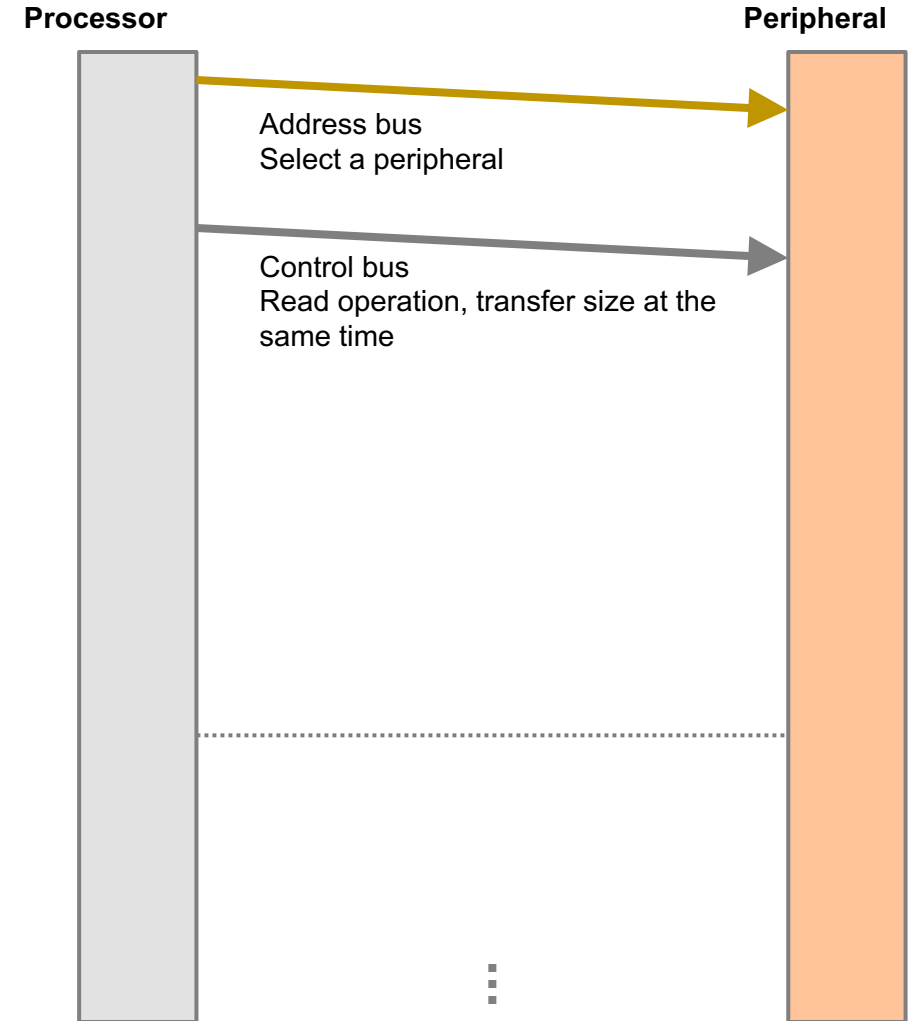 Processor
Peripheral
Address bus
Select a peripheral
Control bus
Read operation, transfer size at the
same time